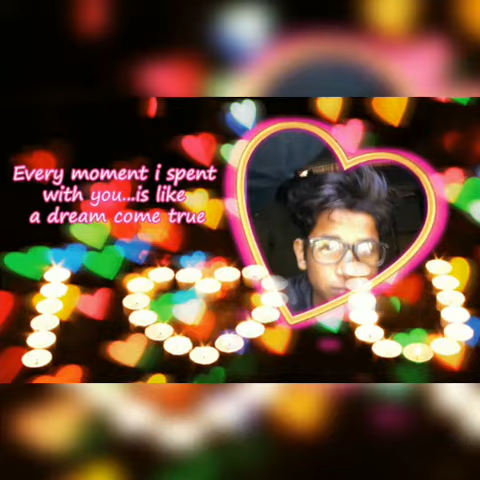 Every moment i spent
with you...is like
a dream come true
I U